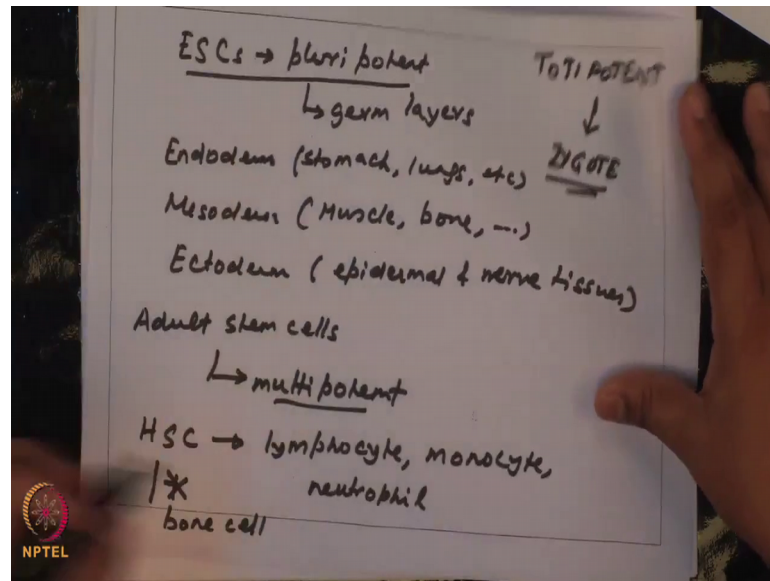 ESCs → pluripotent
TOTIPOTENT
↳ germ layers
↓
ZYGOTE
Endoderm (stomach, lungs, etc)
Mesoderm (Muscle, bone, ---.)
Ectoderm (epidermal & nerve tissues)
Adult stem cells
↳ multipotent
HSC → lymphocyte, monocyte,
neutrophil
bone cell
NPTEL